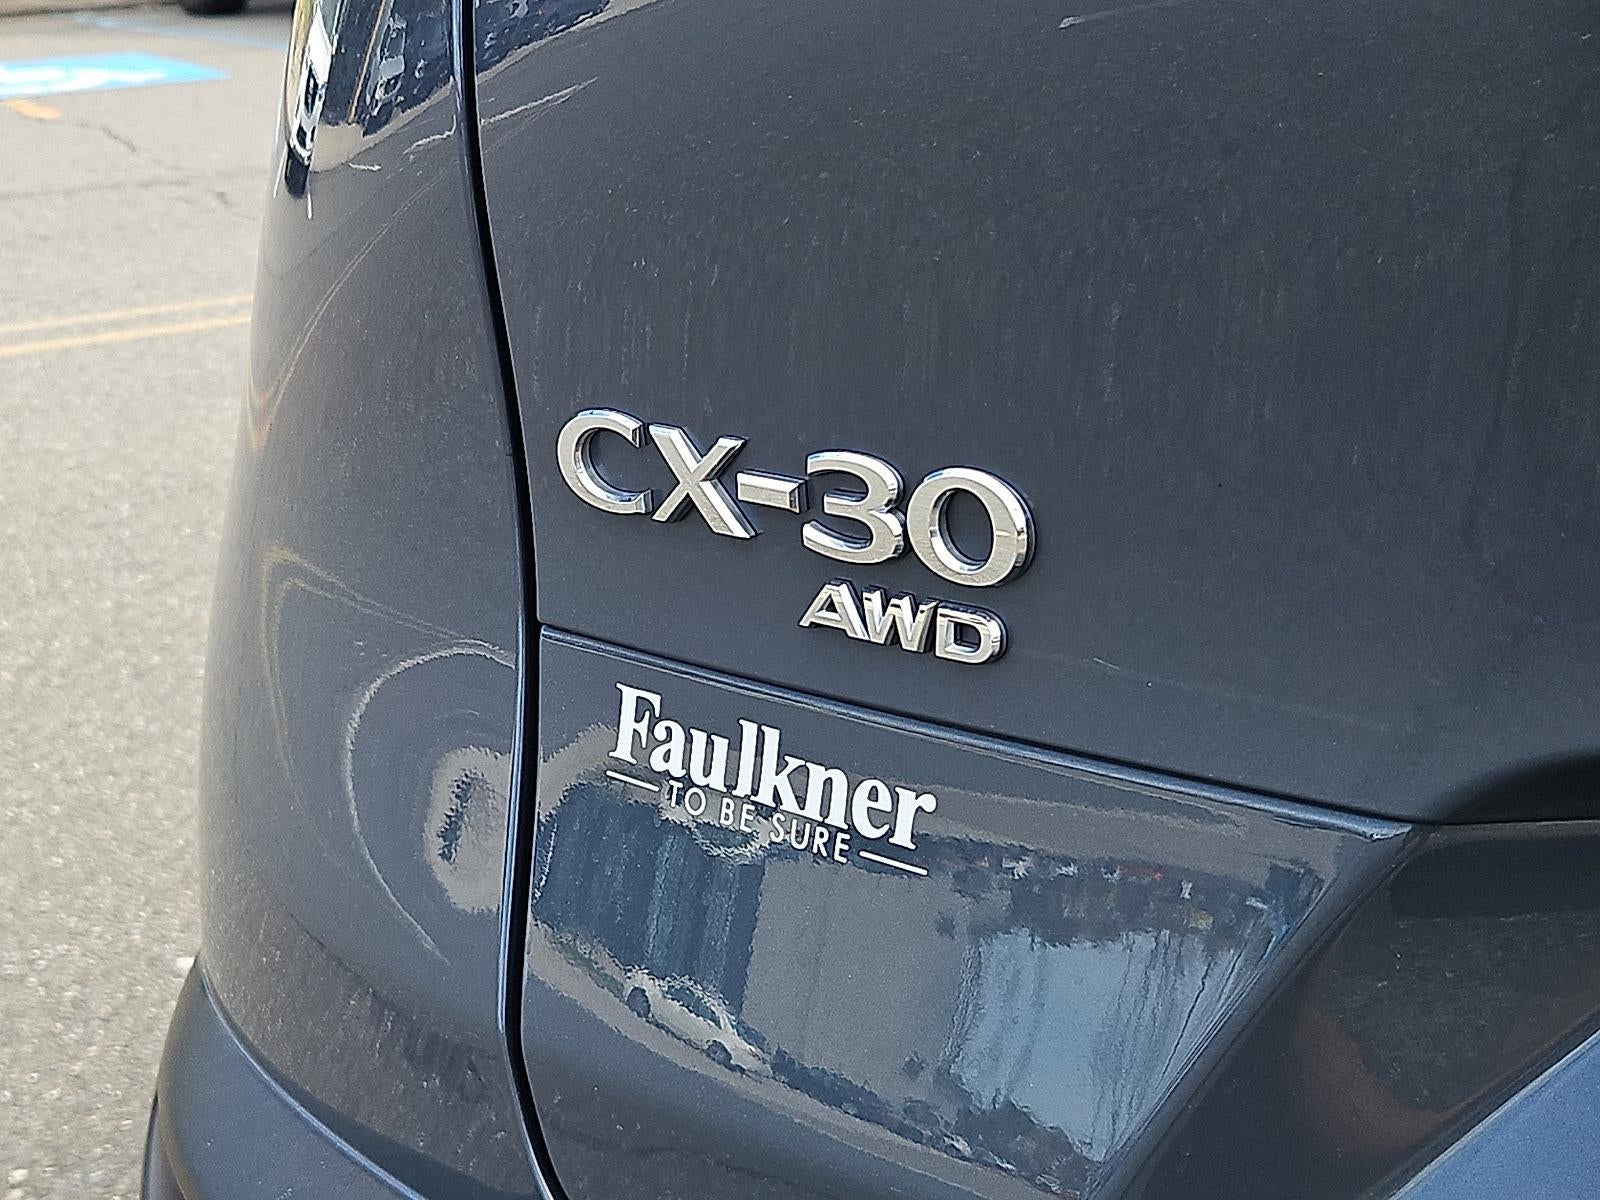 CX-30
AWD
Faulkner
TO BE SURE